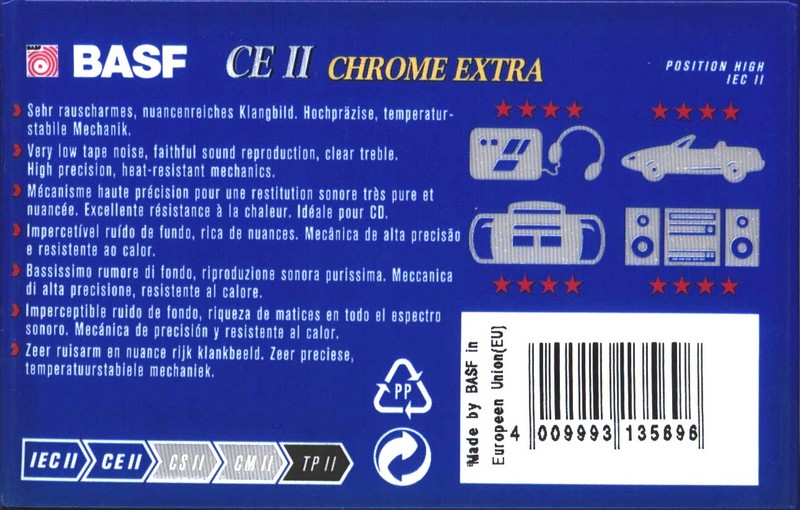 BASF
BASF
CE II CHROME EXTRA
POSITION HIGH
IEC II
Sehr rauscharmes, nuancenreiches Klangbild. Hochpräzise, temperatur-
stabile Mechanik.
Very low tape noise, faithful sound reproduction, clear treble.
High precision, heat-resistant mechanics.
Mécanisme haute précision pour une restitution sonore très pure et
nuancée. Excellente résistance à la chaleur. Idéale pour CD.
Impercetível ruído de fundo, rica de nuances. Mecânica de alta precisão
e resistente ao calor.
Bassissimo rumore di fondo, riproduzione sonora purissima. Meccanica
di alta precisione, resistente al calore.
Imperceptible ruido de fondo, riqueza de matices en todo el espectro
sonoro. Mecánica de precisión y resistente al calor.
Zeer ruisarm en nuance rijk klankbeeld. Zeer preciese,
temperatuurstabiele mechaniek.
PP
Made by BASF in
Europeen Union(EU)
4 009993 135696
IEC II CE II CS II CM II TP II